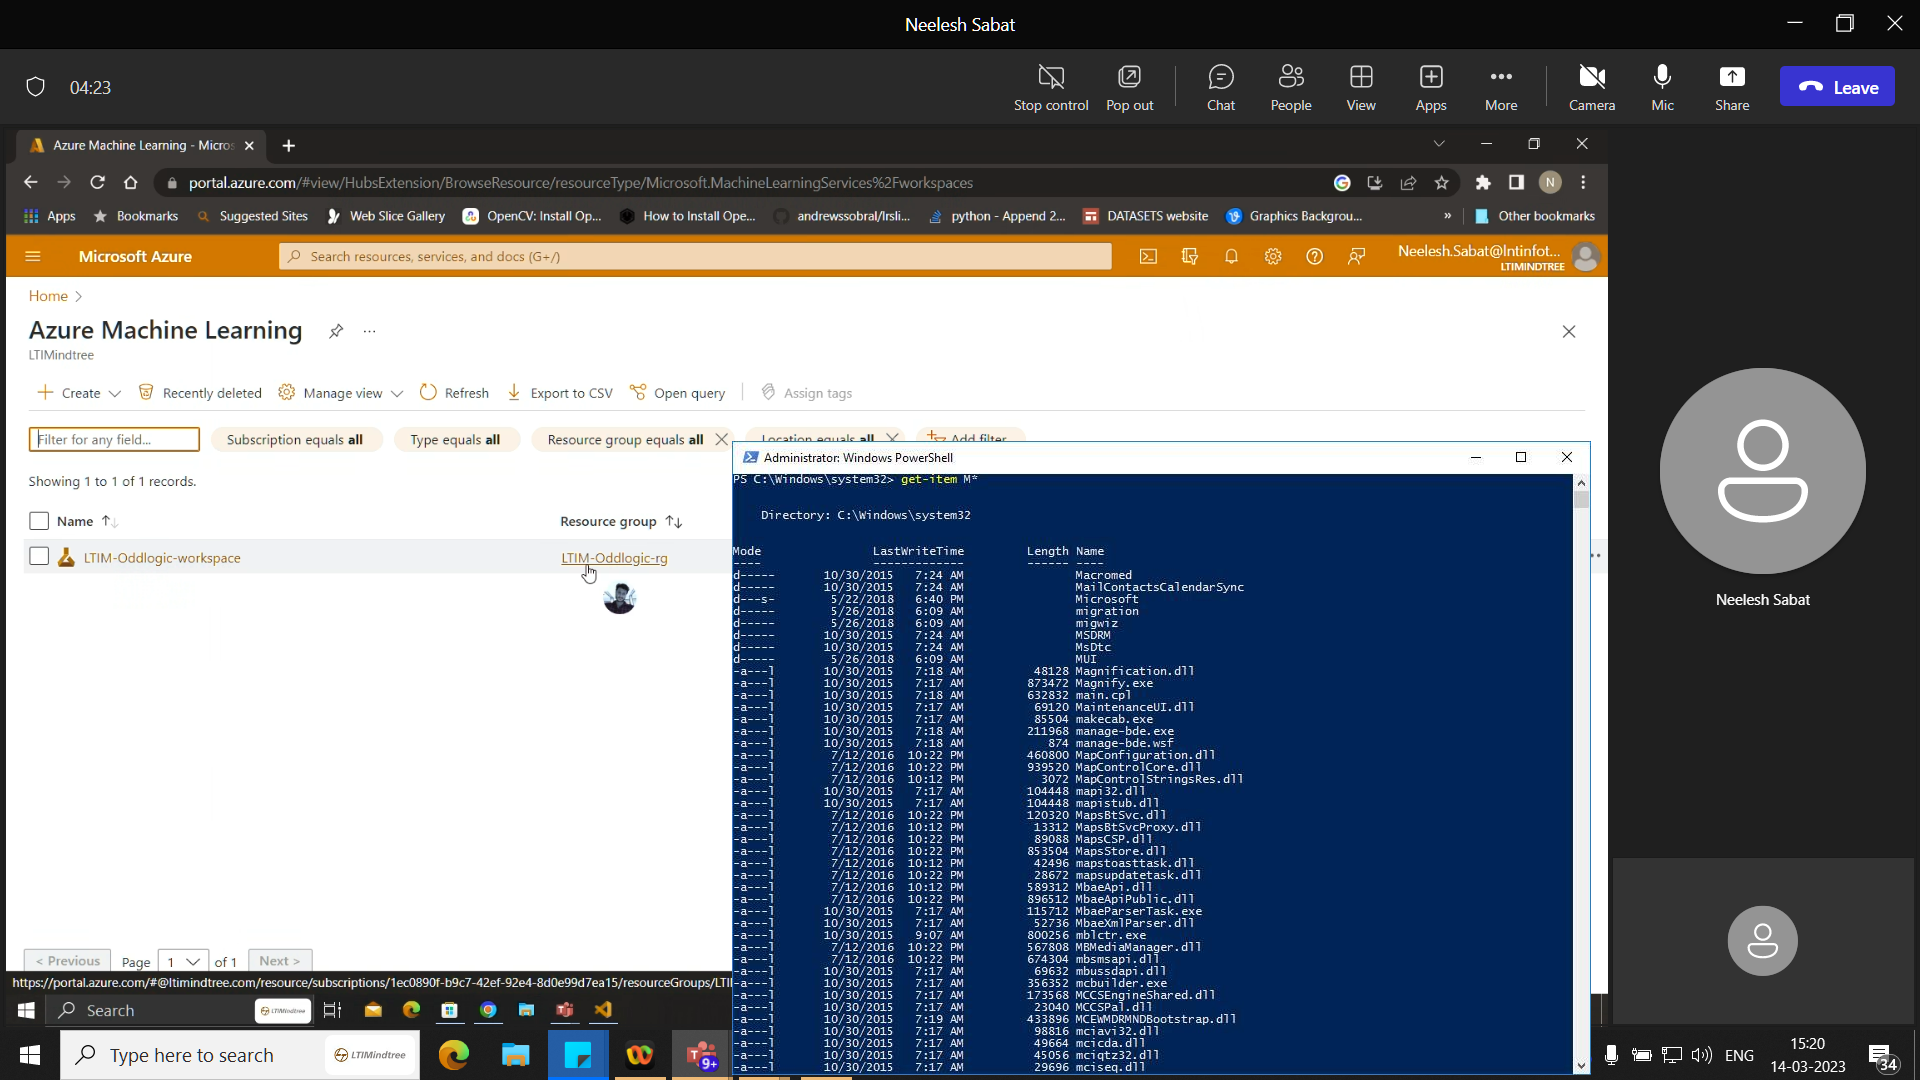 Neelesh Sabat
04:23
Stop control
Pop out
Chat
People
View
Apps
More
Camera
Mic
Share
Leave
Azure Machine Learning - Micros
portal.azure.com/#view/HubsExtension/BrowseResource/resourceType/Microsoft.MachineLearningServices%2Fworkspaces
N
Apps
Bookmarks
Suggested Sites
Web Slice Gallery
OpenCV: Install Op...
How to Install Ope...
andrewssobral/lrsli...
python - Append 2...
DATASETS website
Graphics Backgrou...
»
Other bookmarks
Microsoft Azure
Search resources, services, and docs (G+/)
Neelesh.Sabat@lntinfot...
LTIMINDTREE
Home >
Azure Machine Learning
LTIMindtree
Create
Recently deleted
Manage view
Refresh
Export to CSV
Open query
Assign tags
Filter for any field...
Subscription equals all
Type equals all
Resource group equals all
Location equals all
Add filter
Showing 1 to 1 of 1 records.
Name
Resource group
LTIM-Oddlogic-workspace
LTIM-Oddlogic-rg
Administrator: Windows PowerShell
PS C:\Windows\system32> get-item M*
Directory: C:\Windows\system32
Mode LastWriteTime Length Name
---- ------------- ------ ----
d----- 10/30/2015 7:24 AM Macromed
d----- 10/30/2015 7:24 AM MailContactsCalendarSync
d---s- 5/22/2018 6:40 PM Microsoft
d----- 5/26/2018 6:09 AM migration
d----- 5/26/2018 6:09 AM migwiz
d----- 10/30/2015 7:24 AM MSDRM
d----- 10/30/2015 7:24 AM MsDtc
d----- 5/26/2018 6:09 AM MUI
-a---l 10/30/2015 7:18 AM 48128 Magnification.dll
-a---l 10/30/2015 7:17 AM 873472 Magnify.exe
-a---l 10/30/2015 7:18 AM 632832 main.cpl
-a---l 10/30/2015 7:17 AM 69120 MaintenanceUI.dll
-a---l 10/30/2015 7:17 AM 85504 makecab.exe
-a---l 10/30/2015 7:18 AM 211968 manage-bde.exe
-a---l 10/30/2015 7:18 AM 874 manage-bde.wsf
-a---l 7/12/2016 10:22 PM 460800 MapConfiguration.dll
-a---l 7/12/2016 10:22 PM 939520 MapControlCore.dll
-a---l 7/12/2016 10:12 PM 3072 MapControlStringsRes.dll
-a---l 10/30/2015 7:17 AM 104448 mapi32.dll
-a---l 10/30/2015 7:17 AM 104448 mapistub.dll
-a---l 7/12/2016 10:22 PM 120320 MapsBtSvc.dll
-a---l 7/12/2016 10:12 PM 13312 MapsBtSvcProxy.dll
-a---l 7/12/2016 10:22 PM 89088 MapsCSP.dll
-a---l 7/12/2016 10:22 PM 853504 MapsStore.dll
-a---l 7/12/2016 10:12 PM 42496 mapstoasttask.dll
-a---l 7/12/2016 10:22 PM 28672 mapsupdatetask.dll
-a---l 7/12/2016 10:12 PM 589312 MbaeApi.dll
-a---l 7/12/2016 10:22 PM 896512 MbaeApiPublic.dll
-a---l 10/30/2015 7:17 AM 115712 MbaeParserTask.exe
-a---l 10/30/2015 7:17 AM 52736 MbaeXmlParser.dll
-a---l 10/30/2015 9:07 AM 800256 mblctr.exe
-a---l 7/12/2016 10:22 PM 567808 MBMediaManager.dll
-a---l 7/12/2016 10:22 PM 674304 mbsmsapi.dll
-a---l 10/30/2015 7:17 AM 69632 mbussdapi.dll
-a---l 10/30/2015 7:17 AM 356352 mcbuilder.exe
-a---l 10/30/2015 7:17 AM 173568 MCCSEngineShared.dll
-a---l 10/30/2015 7:17 AM 23040 MCCSPal.dll
-a---l 10/30/2015 7:19 AM 433896 MCEWMDRMNDBootstrap.dll
-a---l 10/30/2015 7:17 AM 98816 mciavi32.dll
-a---l 10/30/2015 7:17 AM 49664 mcicda.dll
-a---l 10/30/2015 7:17 AM 45056 mciqtz32.dll
-a---l 10/30/2015 7:17 AM 29696 mciseq.dll
Neelesh Sabat
< Previous
Page
1
of 1
Next >
https://portal.azure.com/#@ltimindtree.com/resource/subscriptions/1ec0890f-b9c7-42ef-92e4-8d0e99d7ea15/resourceGroups/LTI
Search
LTIMindtree
Type here to search
LTIMindtree
9+
ENG
15:20
14-03-2023
34